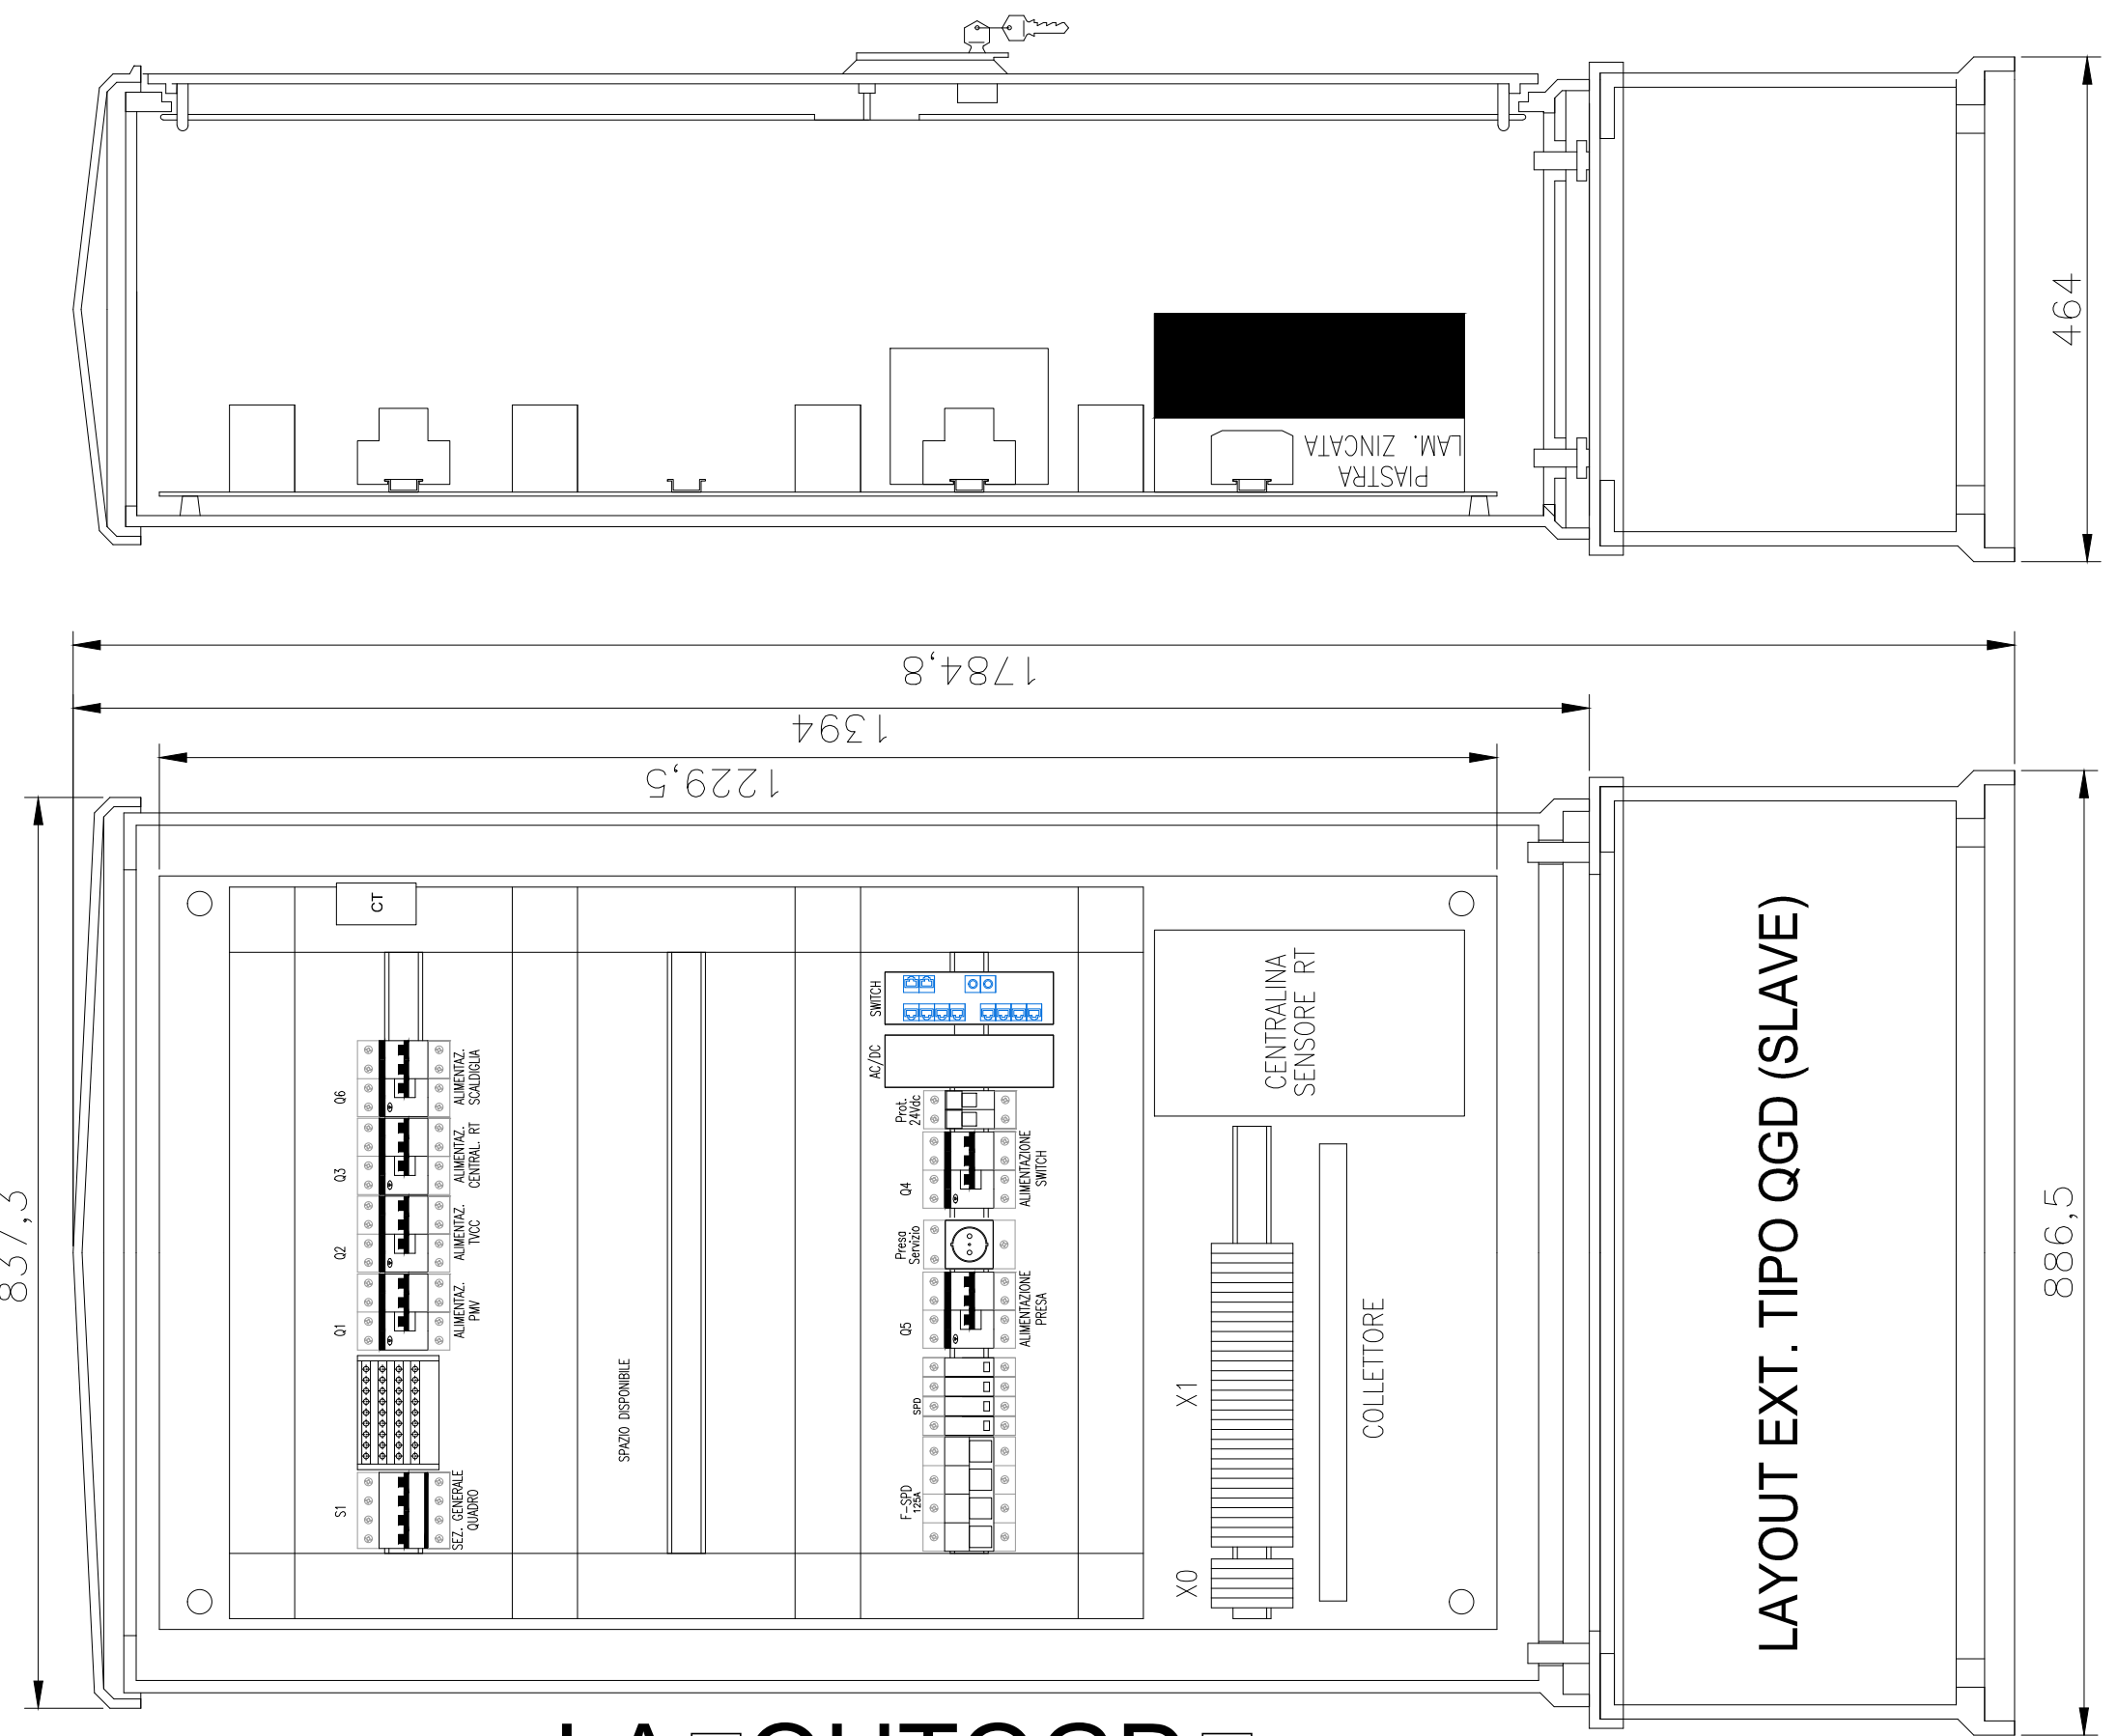 464
PIASTRA
LAM. ZINCATA
1784,8
1394
1229,5
837,3
886,5
CT
Q6
ALIMENTAZ.
SCALDIGLIA
Q3
ALIMENTAZ.
CENTRAL. RT
Q2
ALIMENTAZ.
TVCC
Q1
ALIMENTAZ.
PMV
S1
SEZ. GENERALE
QUADRO
SPAZIO DISPONIBILE
SWITCH
AC/DC
Prot.
24Vdc
Q4
ALIMENTAZIONE
SWITCH
Presa
Servizio
Q5
ALIMENTAZIONE
PRESA
SPD
F-SPD
125A
CENTRALINA
SENSORE RT
X1
X0
COLLETTORE
LAYOUT EXT. TIPO QGD (SLAVE)